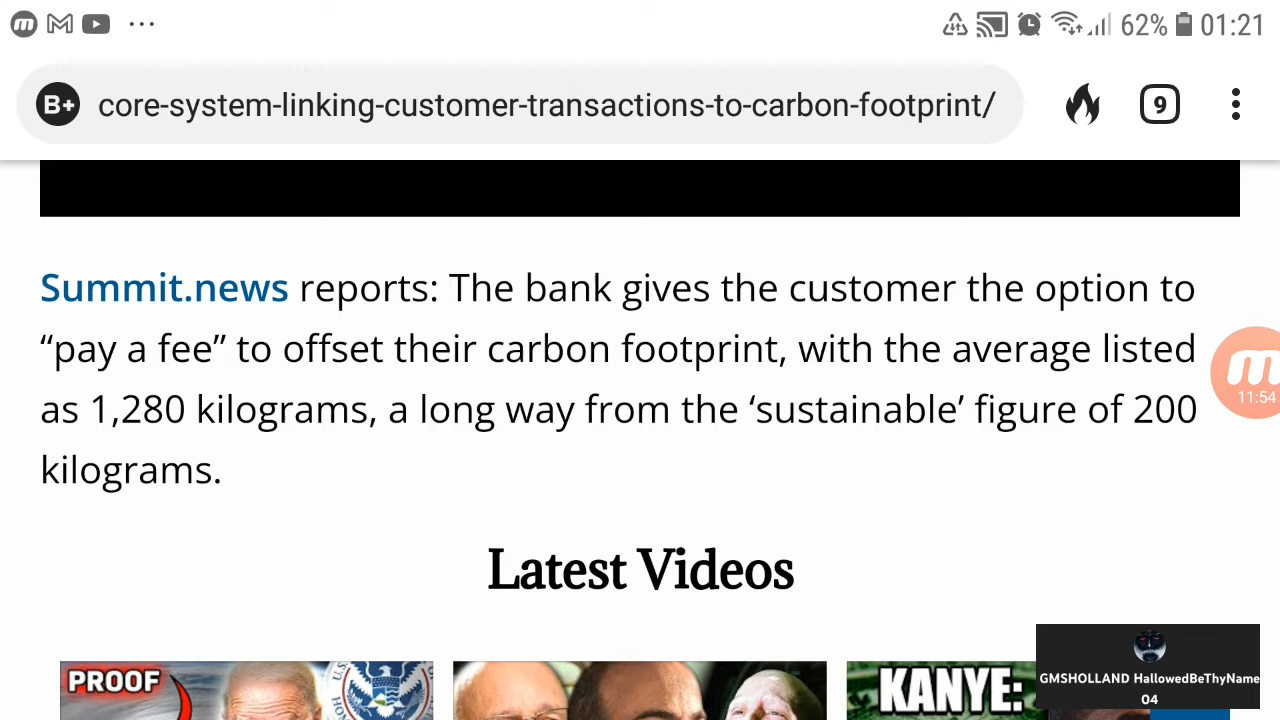 62% 01:21
B+ core-system-linking-customer-transactions-to-carbon-footprint/ 9
Summit.news reports: The bank gives the customer the option to
“pay a fee” to offset their carbon footprint, with the average listed
as 1,280 kilograms, a long way from the ‘sustainable’ figure of 200
kilograms.
11:54
Latest Videos
PROOF
KANYE:
GMSHOLLAND HallowedBeThyName
04